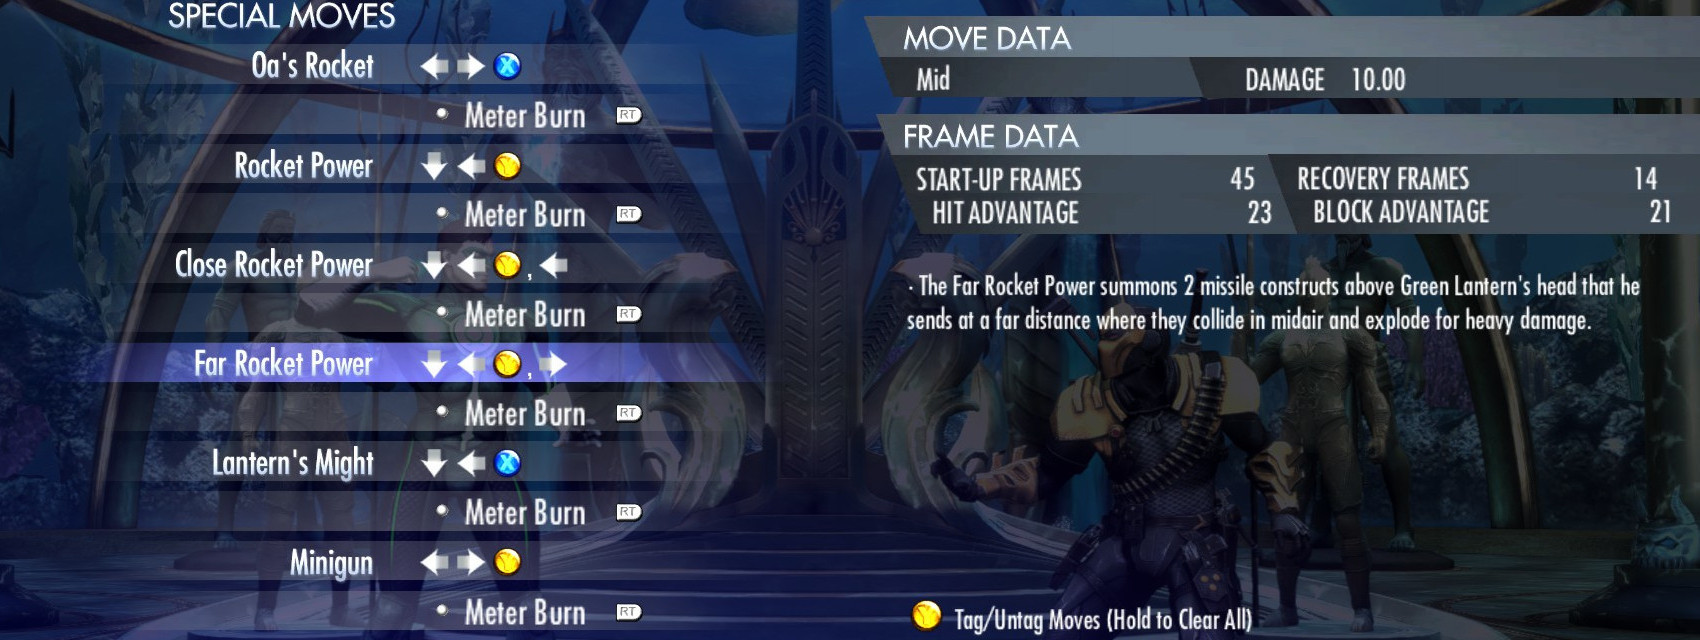 SPECIAL MOVES
Oa's Rocket X
Meter Burn RT
Rocket Power Y
Meter Burn RT
Close Rocket Power Y ,
Meter Burn RT
Far Rocket Power Y ,
Meter Burn RT
Lantern's Might X
Meter Burn RT
Minigun Y
Meter Burn RT
MOVE DATA
Mid DAMAGE 10.00
FRAME DATA
START-UP FRAMES 45 RECOVERY FRAMES 14
HIT ADVANTAGE 23 BLOCK ADVANTAGE 21
· The Far Rocket Power summons 2 missile constructs above Green Lantern's head that he
sends at a far distance where they collide in midair and explode for heavy damage.
Y Tag/Untag Moves (Hold to Clear All)